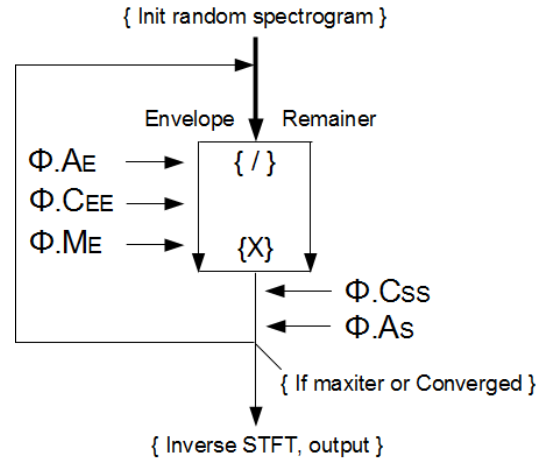 { Init random spectrogram }
Envelope Remainer
Φ.AE
{ / }
Φ.CEE
Φ.ME
{X}
Φ.CSS
Φ.AS
{ If maxiter or Converged }
{ Inverse STFT, output }